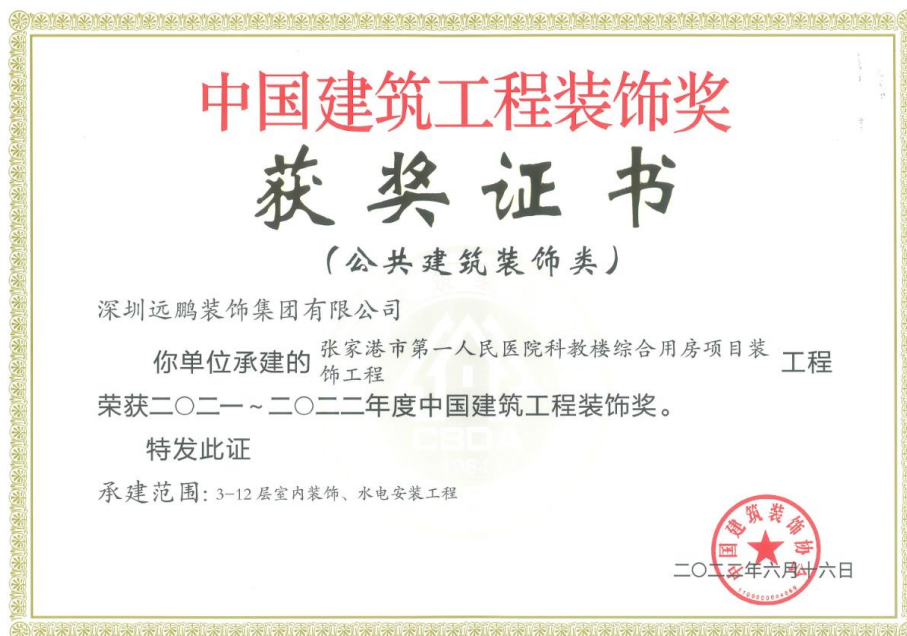 中国建筑工程装饰奖
获奖证书
（公共建筑装饰类）
深圳远鹏装饰集团有限公司
你单位承建的 张家港市第一人民医院科教楼综合用房项目装饰工程 工程
荣获二〇二一~二〇二二年度中国建筑工程装饰奖。
特发此证
承建范围: 3-12 层室内装饰、水电安装工程
中国建筑装饰协会
二〇二三年六月十六日
CBDA